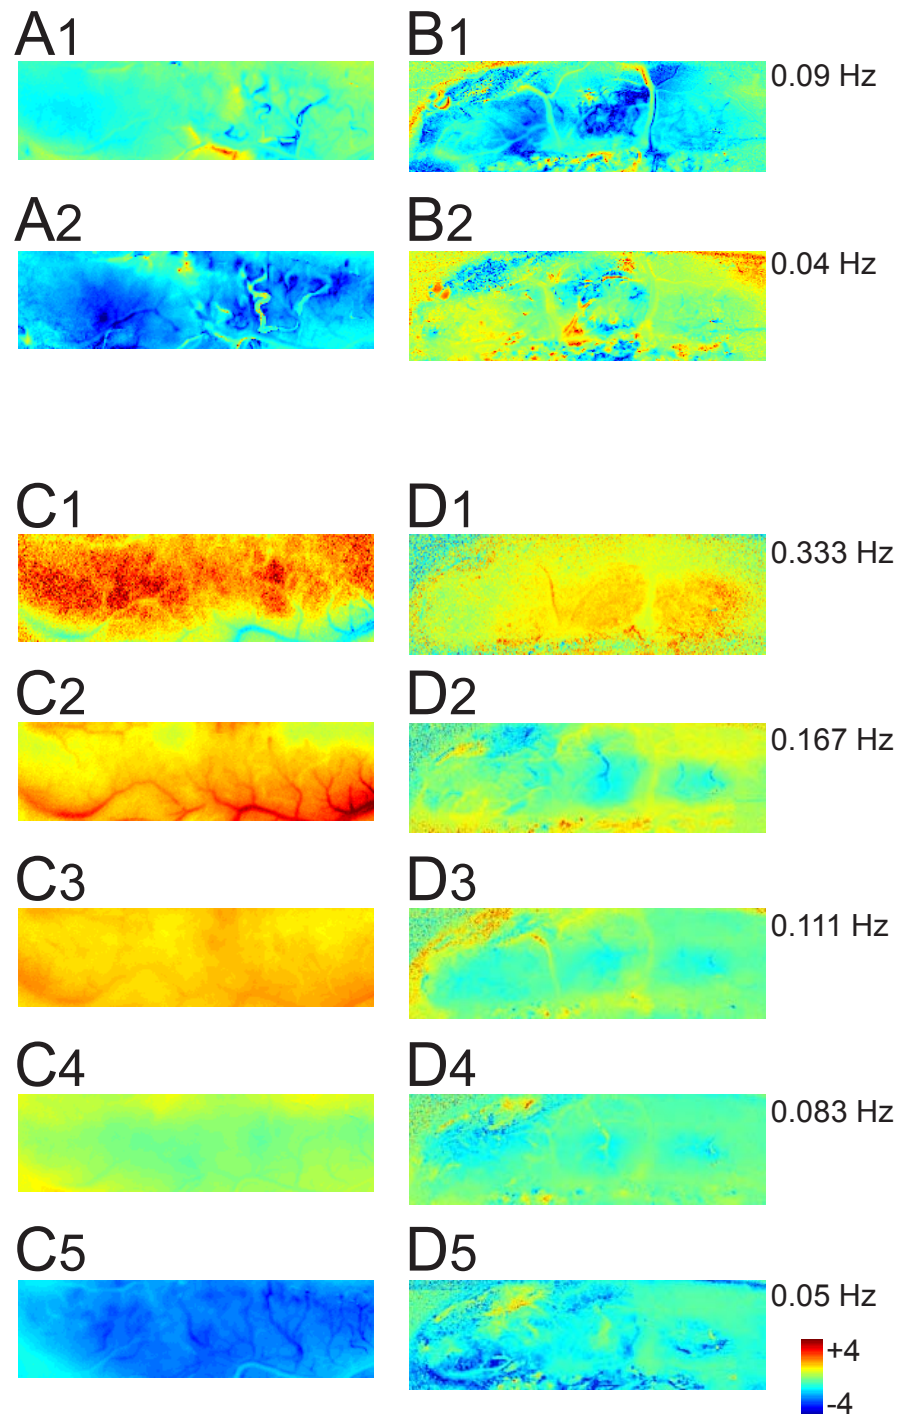 A1 B1
0.09 Hz
A2 B2
0.04 Hz
C1 D1
0.333 Hz
C2 D2
0.167 Hz
C3 D3
0.111 Hz
C4 D4
0.083 Hz
C5 D5
0.05 Hz
+4
-4